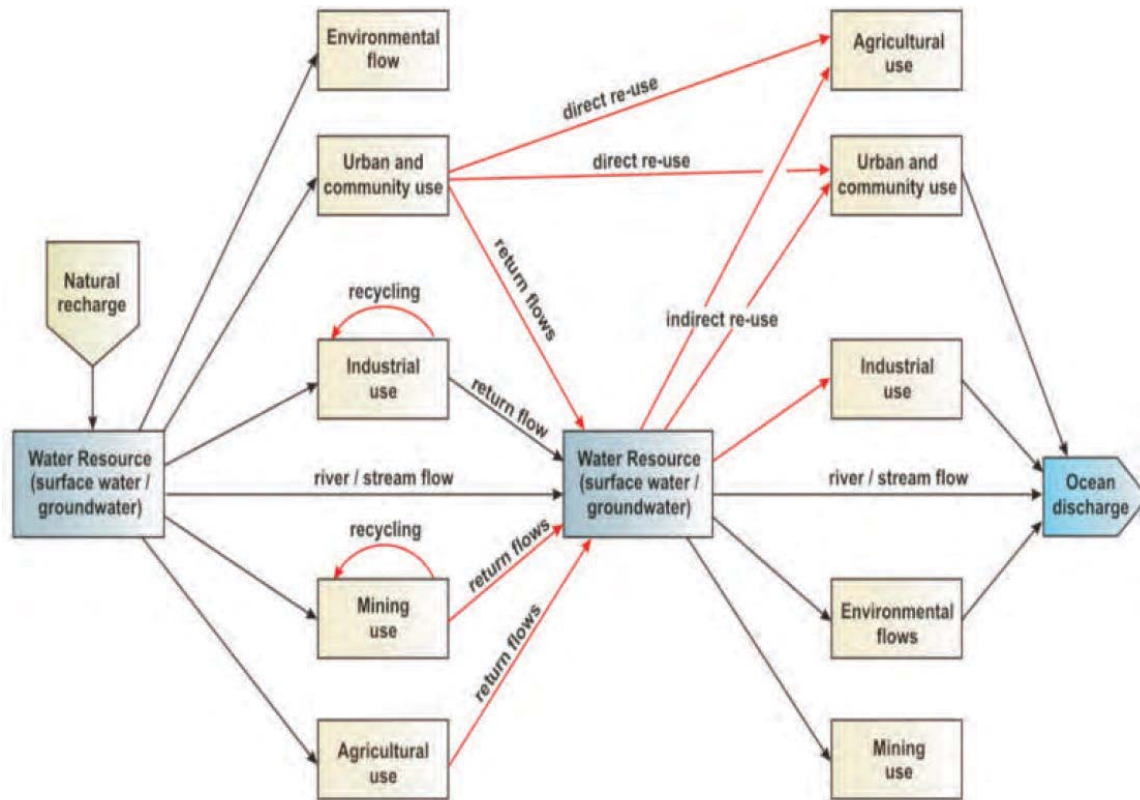 Environmental
flow
Agricultural
use
direct re-use
Urban and
community use
direct re-use
Urban and
community use
Natural
recharge
return flows
recycling
indirect re-use
Industrial
use
return flow
Industrial
use
Water Resource
(surface water /
groundwater)
river / stream flow
Water Resource
(surface water /
groundwater)
river / stream flow
Ocean
discharge
recycling
return flows
Mining
use
Environmental
flows
return flows
Agricultural
use
Mining
use